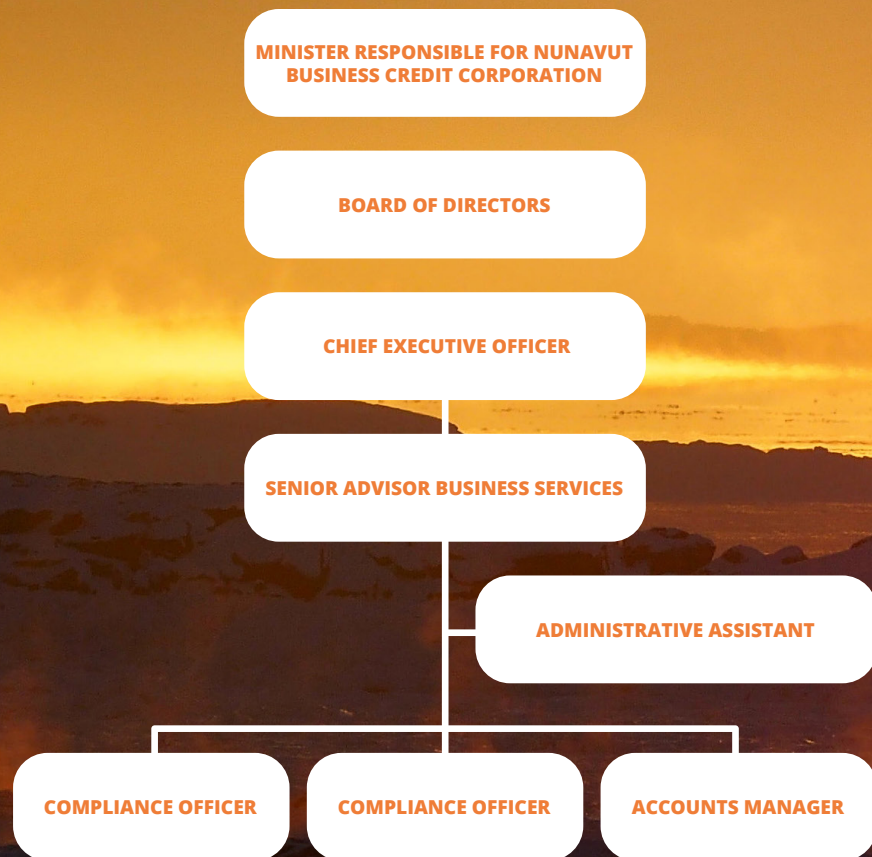 MINISTER RESPONSIBLE FOR NUNAVUT
BUSINESS CREDIT CORPORATION
BOARD OF DIRECTORS
CHIEF EXECUTIVE OFFICER
SENIOR ADVISOR BUSINESS SERVICES
ADMINISTRATIVE ASSISTANT
COMPLIANCE OFFICER
COMPLIANCE OFFICER
ACCOUNTS MANAGER